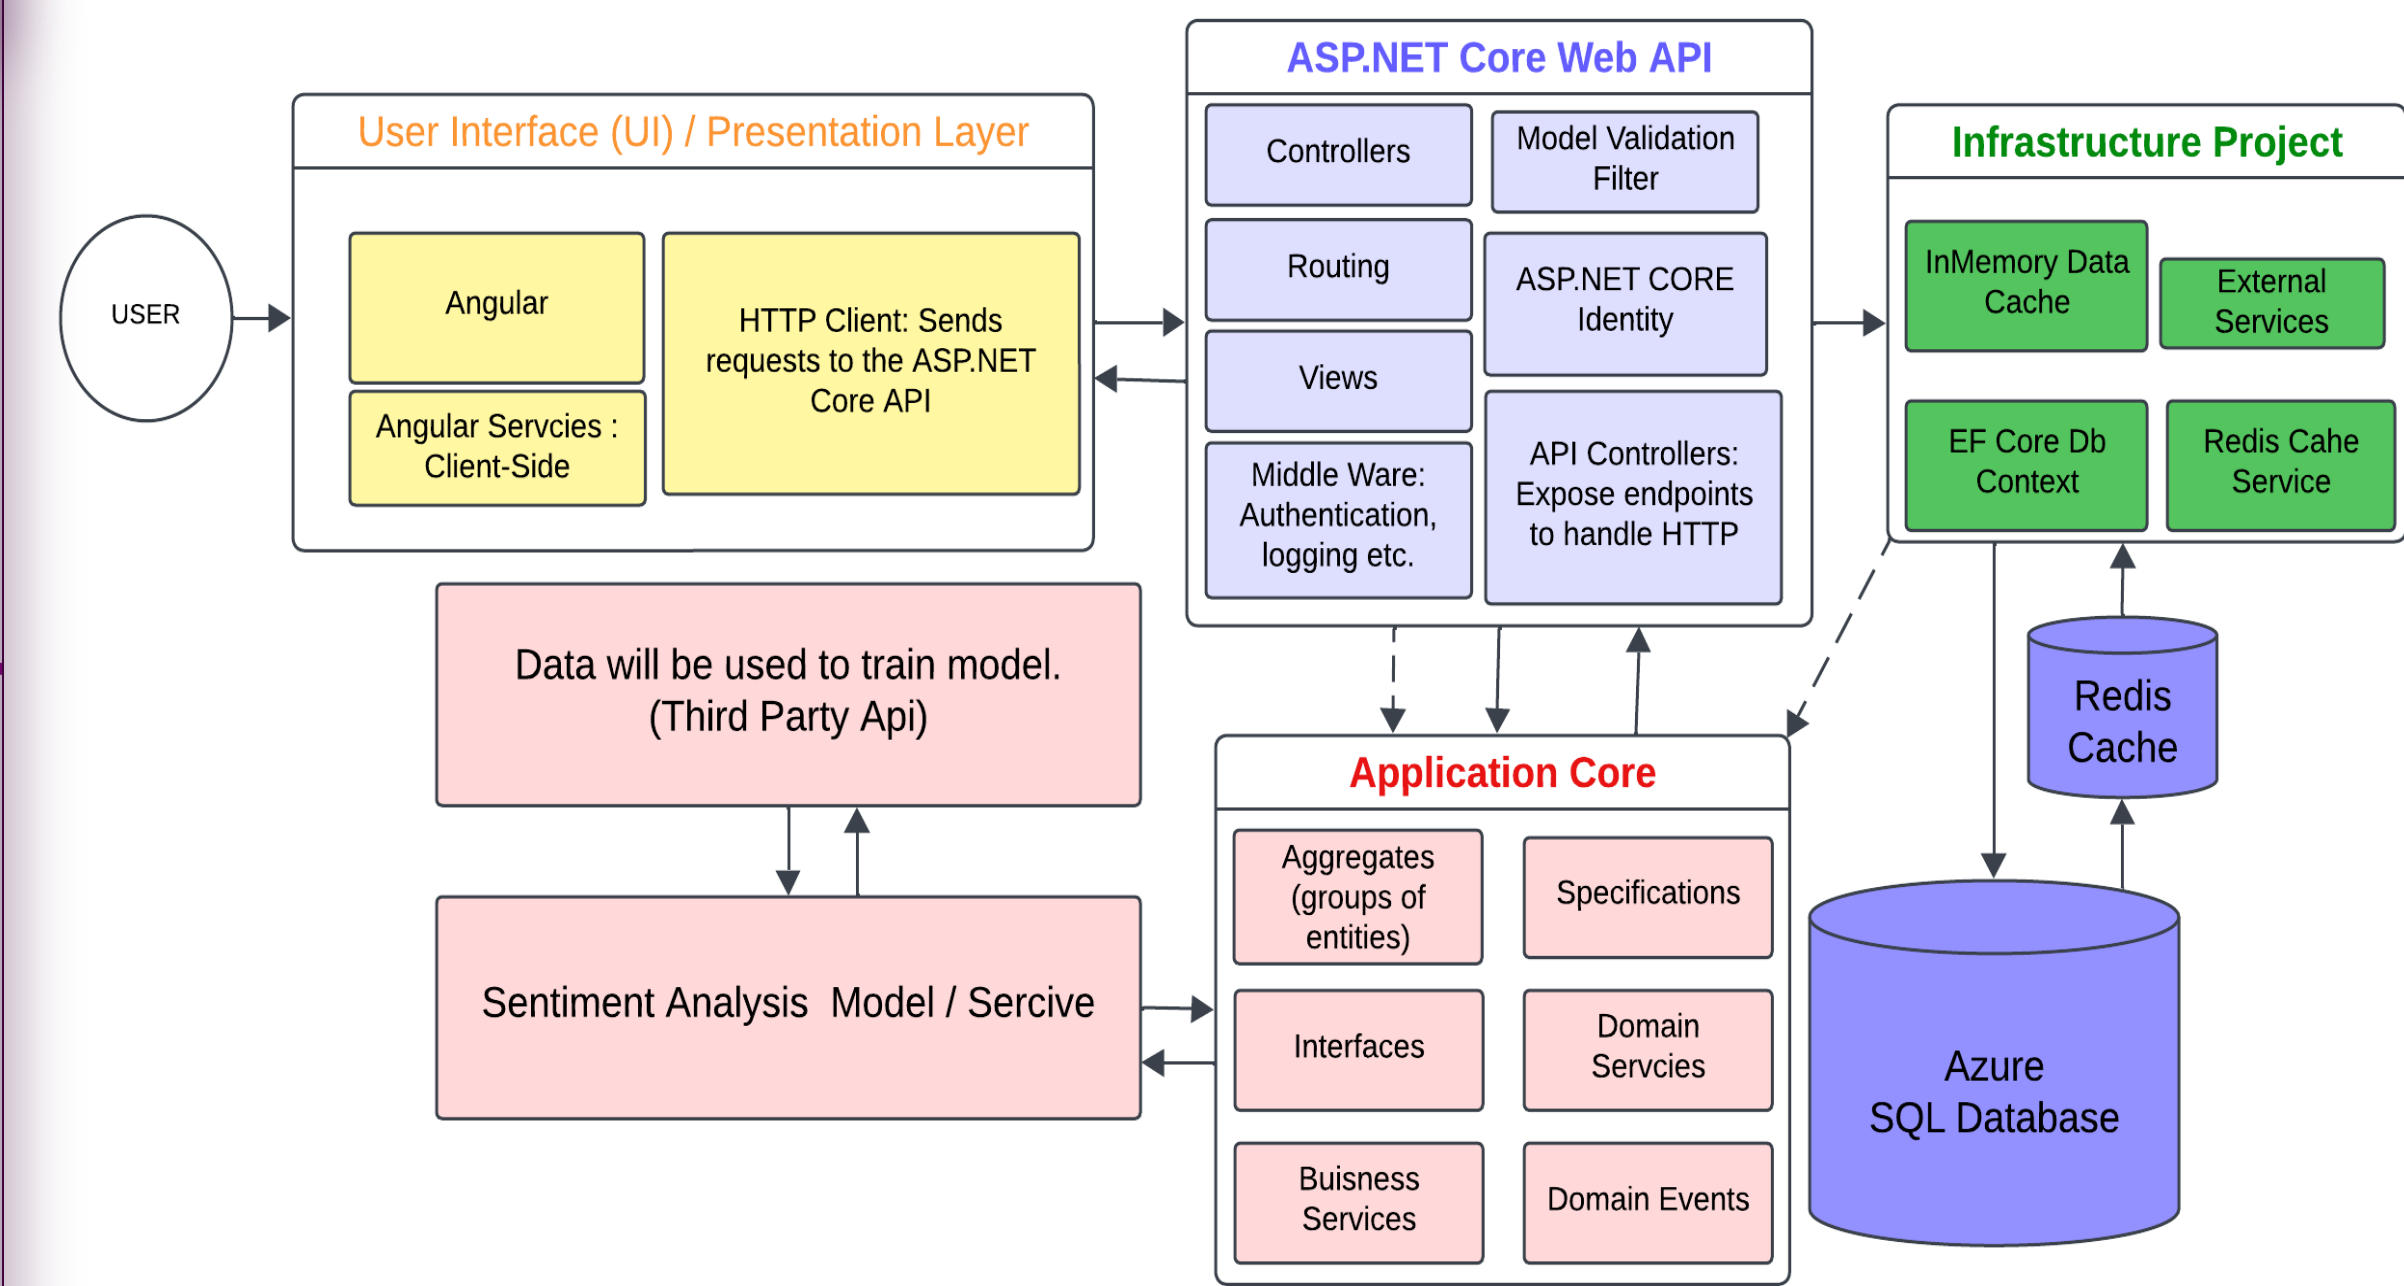 USER
User Interface (UI) / Presentation Layer
Angular
Angular Servcies :
Client-Side
HTTP Client: Sends
requests to the ASP.NET
Core API
ASP.NET Core Web API
Controllers
Model Validation
Filter
Routing
ASP.NET CORE
Identity
Views
Middle Ware:
Authentication,
logging etc.
API Controllers:
Expose endpoints
to handle HTTP
Infrastructure Project
InMemory Data
Cache
External
Services
EF Core Db
Context
Redis Cahe
Service
Data will be used to train model.
(Third Party Api)
Sentiment Analysis  Model / Sercive
Application Core
Aggregates
(groups of
entities)
Specifications
Interfaces
Domain
Servcies
Buisness
Services
Domain Events
Redis
Cache
Azure
SQL Database